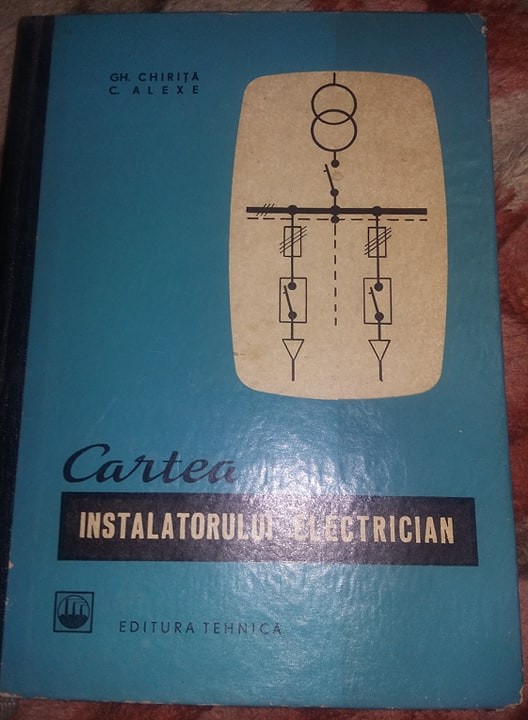 GH. CHIRIȚĂ
C. ALEXE
Cartea
INSTALATORULUI ELECTRICIAN
EDITURA TEHNICĂ